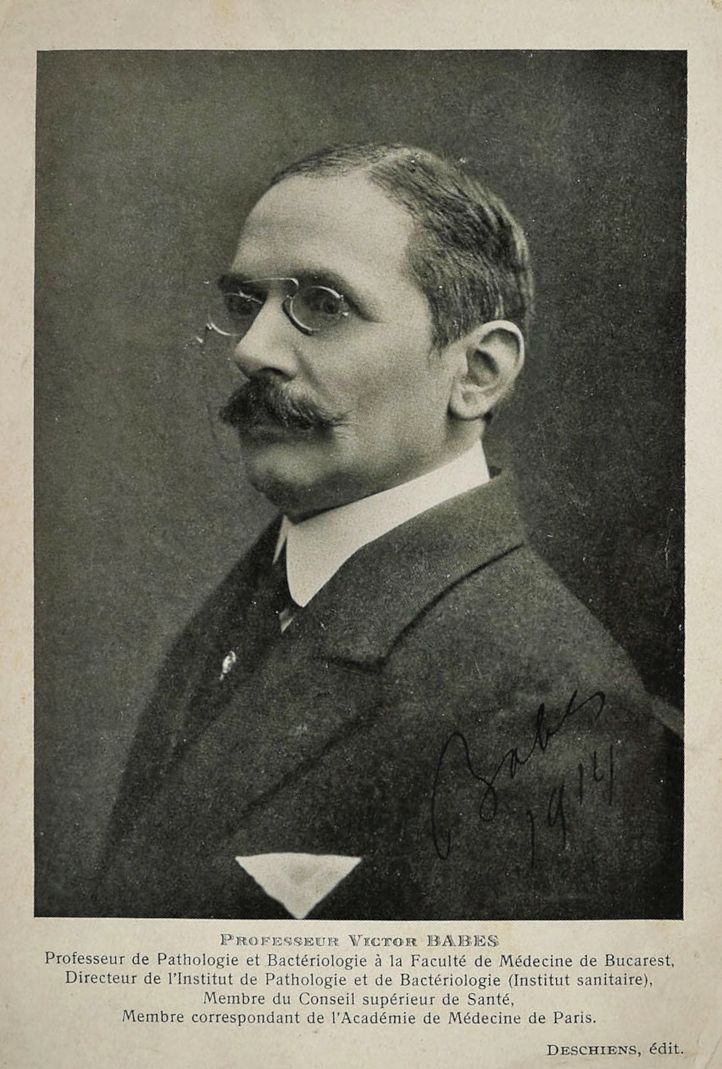 Babes
1914
PROFESSEUR VICTOR BABES
Professeur de Pathologie et Bactériologie à la Faculté de Médecine de Bucarest,
Directeur de l'Institut de Pathologie et de Bactériologie (Institut sanitaire),
Membre du Conseil supérieur de Santé,
Membre correspondant de l'Académie de Médecine de Paris.
DESCHIENS, édit.